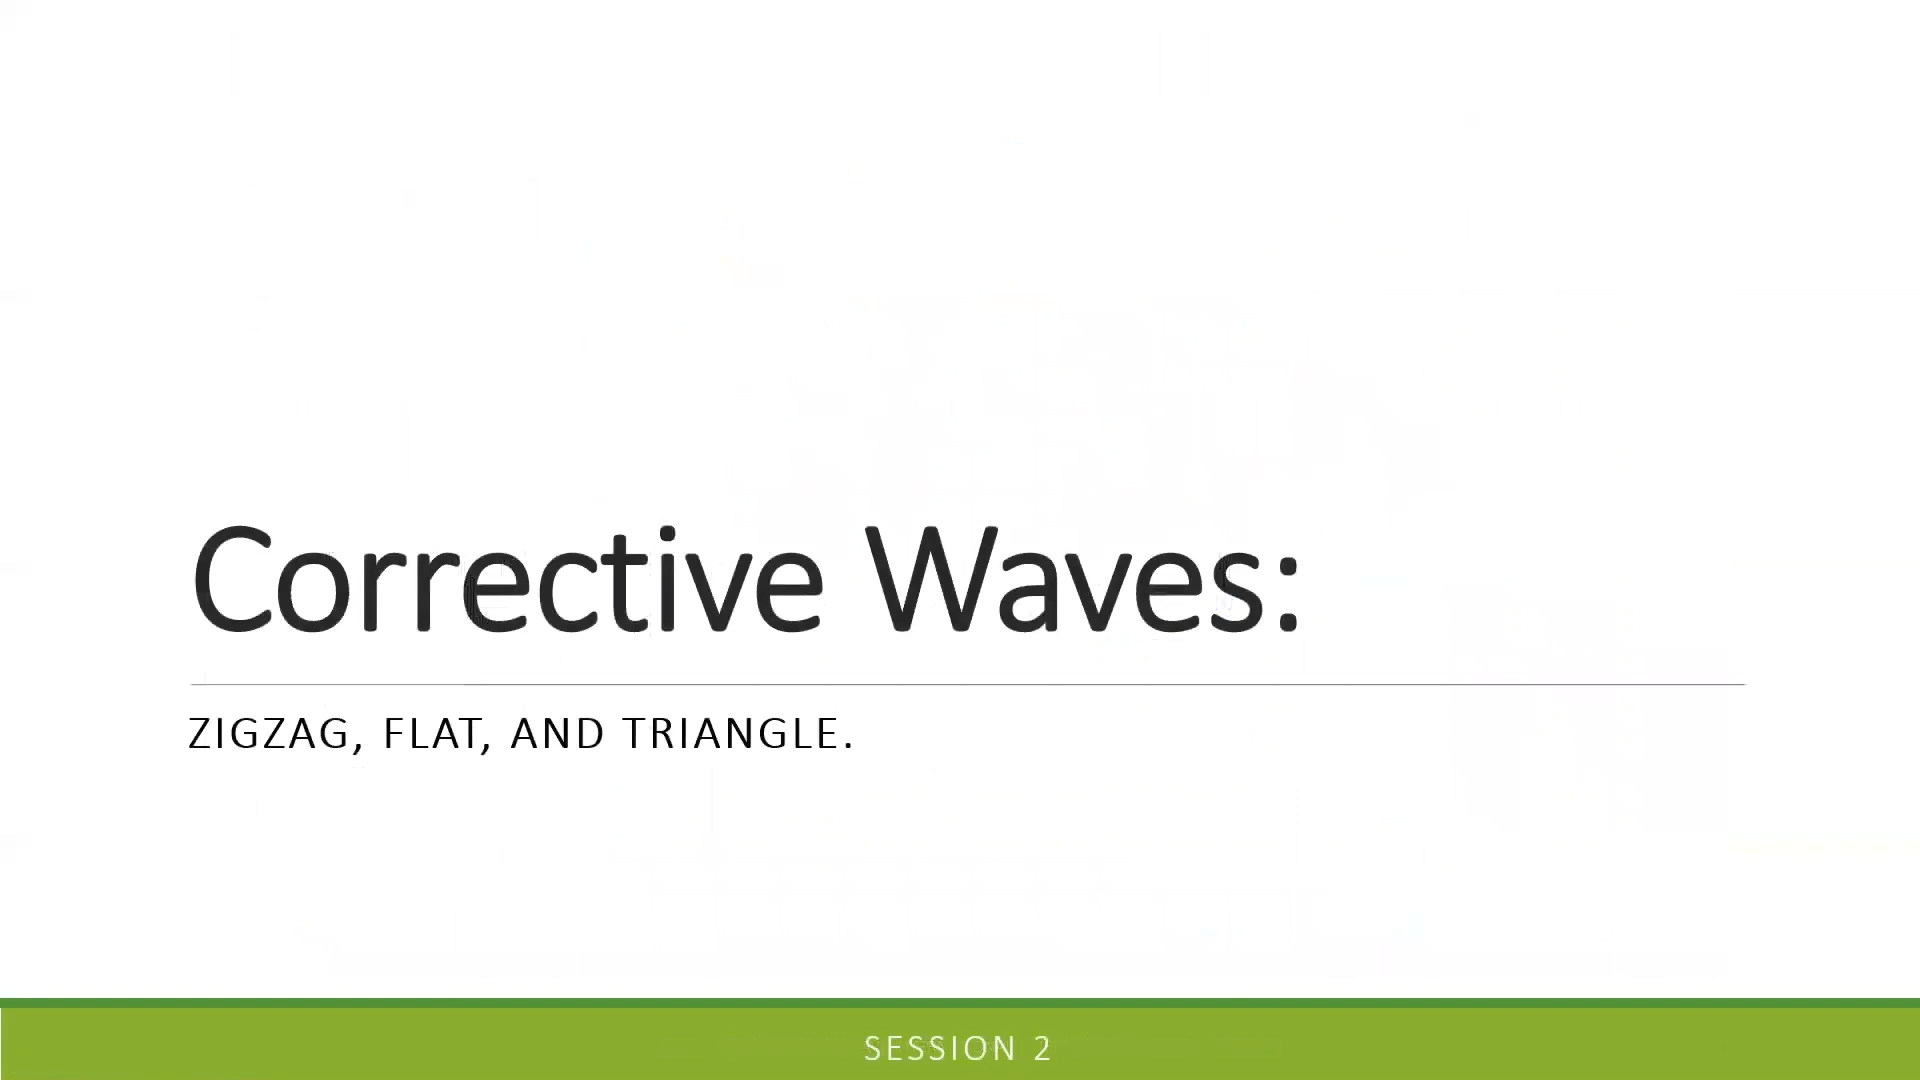 Corrective Waves:
ZIGZAG, FLAT, AND TRIANGLE.
SESSION 2